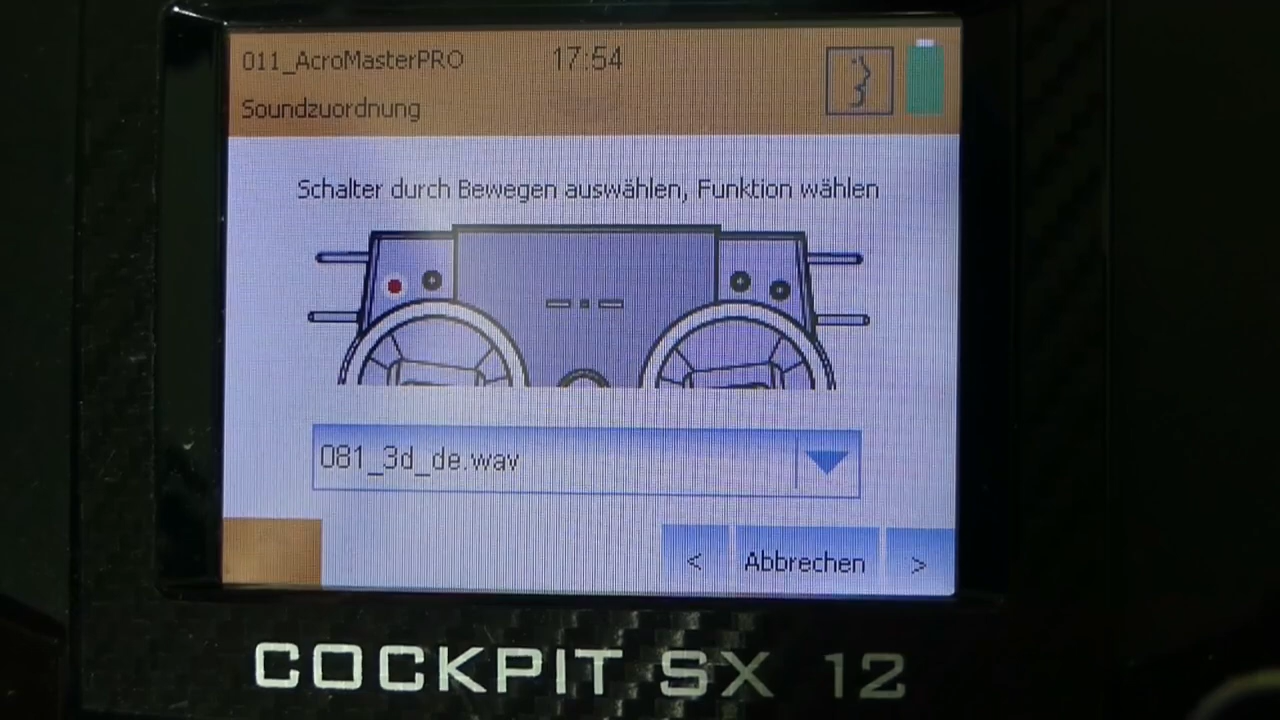 011_AcroMasterPRO 17:54
Soundzuordnung
Schalter durch Bewegen auswählen, Funktion wählen
081_3d_de.wav
< Abbrechen >
COCKPIT SX 12